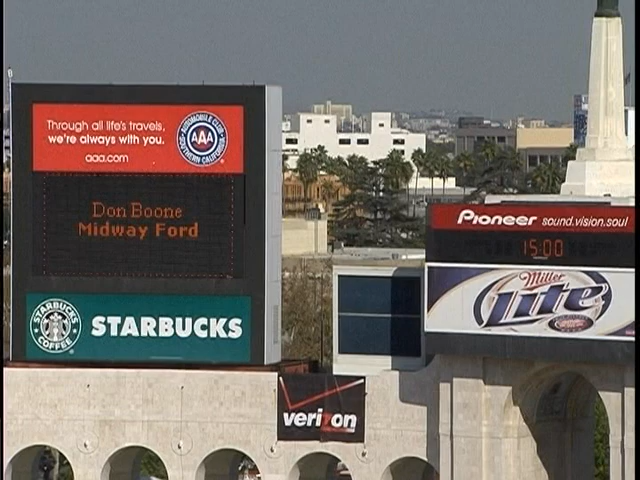 Through all life's travels,
we're always with you.
aaa.com
AUTOMOBILE CLUB
AAA
SOUTHERN CALIFORNIA
Don Boone
Midway Ford
STARBUCKS
COFFEE
STARBUCKS
verizon
Pioneer sound.vision.soul
15:00
Miller
Lite